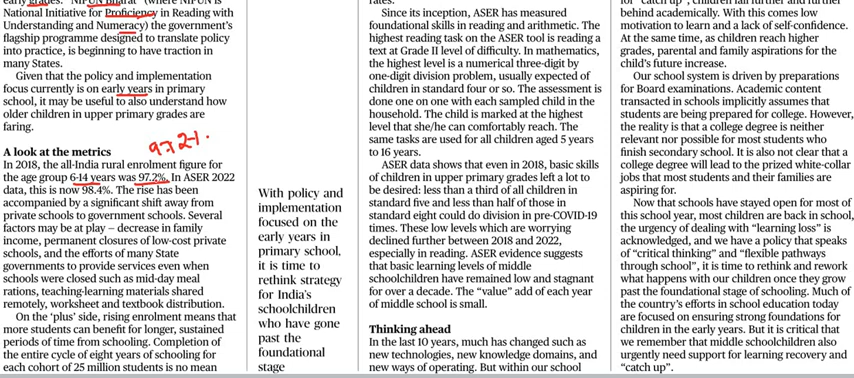 early grades. "NIPUN Bharat" (where NIPUN is
National Initiative for Proficiency in Reading with
Understanding and Numeracy) the government's
flagship programme designed to translate policy
into practice, is beginning to have traction in
many States.
Given that the policy and implementation
focus currently is on early years in primary
school, it may be useful to also understand how
older children in upper primary grades are
faring.
97.2%.
A look at the metrics
In 2018, the all-India rural enrolment figure for
the age group 6-14 years was 97.2%. In ASER 2022
data, this is now 98.4%. The rise has been
accompanied by a significant shift away from
private schools to government schools. Several
factors may be at play — decrease in family
income, permanent closures of low-cost private
schools, and the efforts of many State
governments to provide services even when
schools were closed such as mid-day meal
rations, teaching-learning materials shared
remotely, worksheet and textbook distribution.
On the 'plus' side, rising enrolment means that
more students can benefit for longer, sustained
periods of time from schooling. Completion of
the entire cycle of eight years of schooling for
each cohort of 25 million students is no mean
With policy and
implementation
focused on the
early years in
primary school,
it is time to
rethink strategy
for India's
schoolchildren
who have gone
past the
foundational
stage
rates.
Since its inception, ASER has measured
foundational skills in reading and arithmetic. The
highest reading task on the ASER tool is reading a
text at Grade II level of difficulty. In mathematics,
the highest level is a numerical three-digit by
one-digit division problem, usually expected of
children in standard four or so. The assessment is
done one on one with each sampled child in the
household. The child is marked at the highest
level that she/he can comfortably reach. The
same tasks are used for all children aged 5 years
to 16 years.
ASER data shows that even in 2018, basic skills
of children in upper primary grades left a lot to
be desired: less than a third of all children in
standard five and less than half of those in
standard eight could do division in pre-COVID-19
times. These low levels which are worrying
declined further between 2018 and 2022,
especially in reading. ASER evidence suggests
that basic learning levels of middle
schoolchildren have remained low and stagnant
for over a decade. The "value" add of each year
of middle school is small.
Thinking ahead
In the last 10 years, much has changed such as
new technologies, new knowledge domains, and
new ways of operating. But within our school
for "catch up", children fall further and further
behind academically. With this comes low
motivation to learn and a lack of self-confidence.
At the same time, as children reach higher
grades, parental and family aspirations for the
child's future increase.
Our school system is driven by preparations
for Board examinations. Academic content
transacted in schools implicitly assumes that
students are being prepared for college. However,
the reality is that a college degree is neither
relevant nor possible for most students who
finish secondary school. It is also not clear that a
college degree will lead to the prized white-collar
jobs that most students and their families are
aspiring for.
Now that schools have stayed open for most of
this school year, most children are back in school,
the urgency of dealing with "learning loss" is
acknowledged, and we have a policy that speaks
of "critical thinking" and "flexible pathways
through school", it is time to rethink and rework
what happens with our children once they grow
past the foundational stage of schooling. Much of
the country's efforts in school education today
are focused on ensuring strong foundations for
children in the early years. But it is critical that
we remember that middle schoolchildren also
urgently need support for learning recovery and
"catch up".